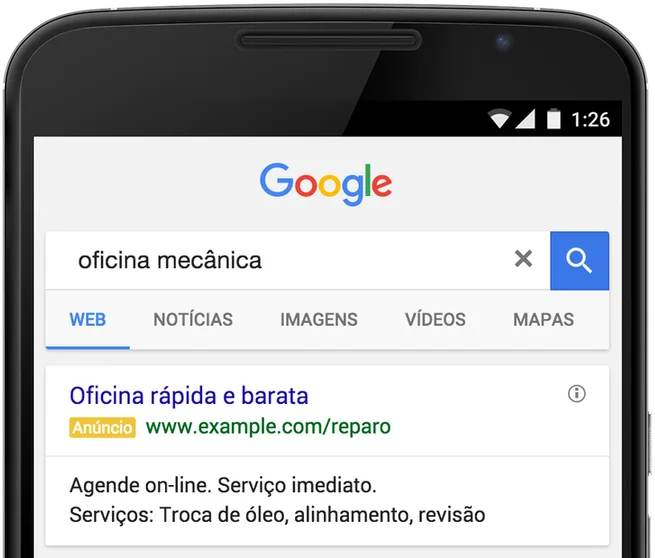 1:26
Google
oficina mecânica
WEB NOTÍCIAS IMAGENS VÍDEOS MAPAS
Oficina rápida e barata
Anúncio www.example.com/reparo
Agende on-line. Serviço imediato.
Serviços: Troca de óleo, alinhamento, revisão